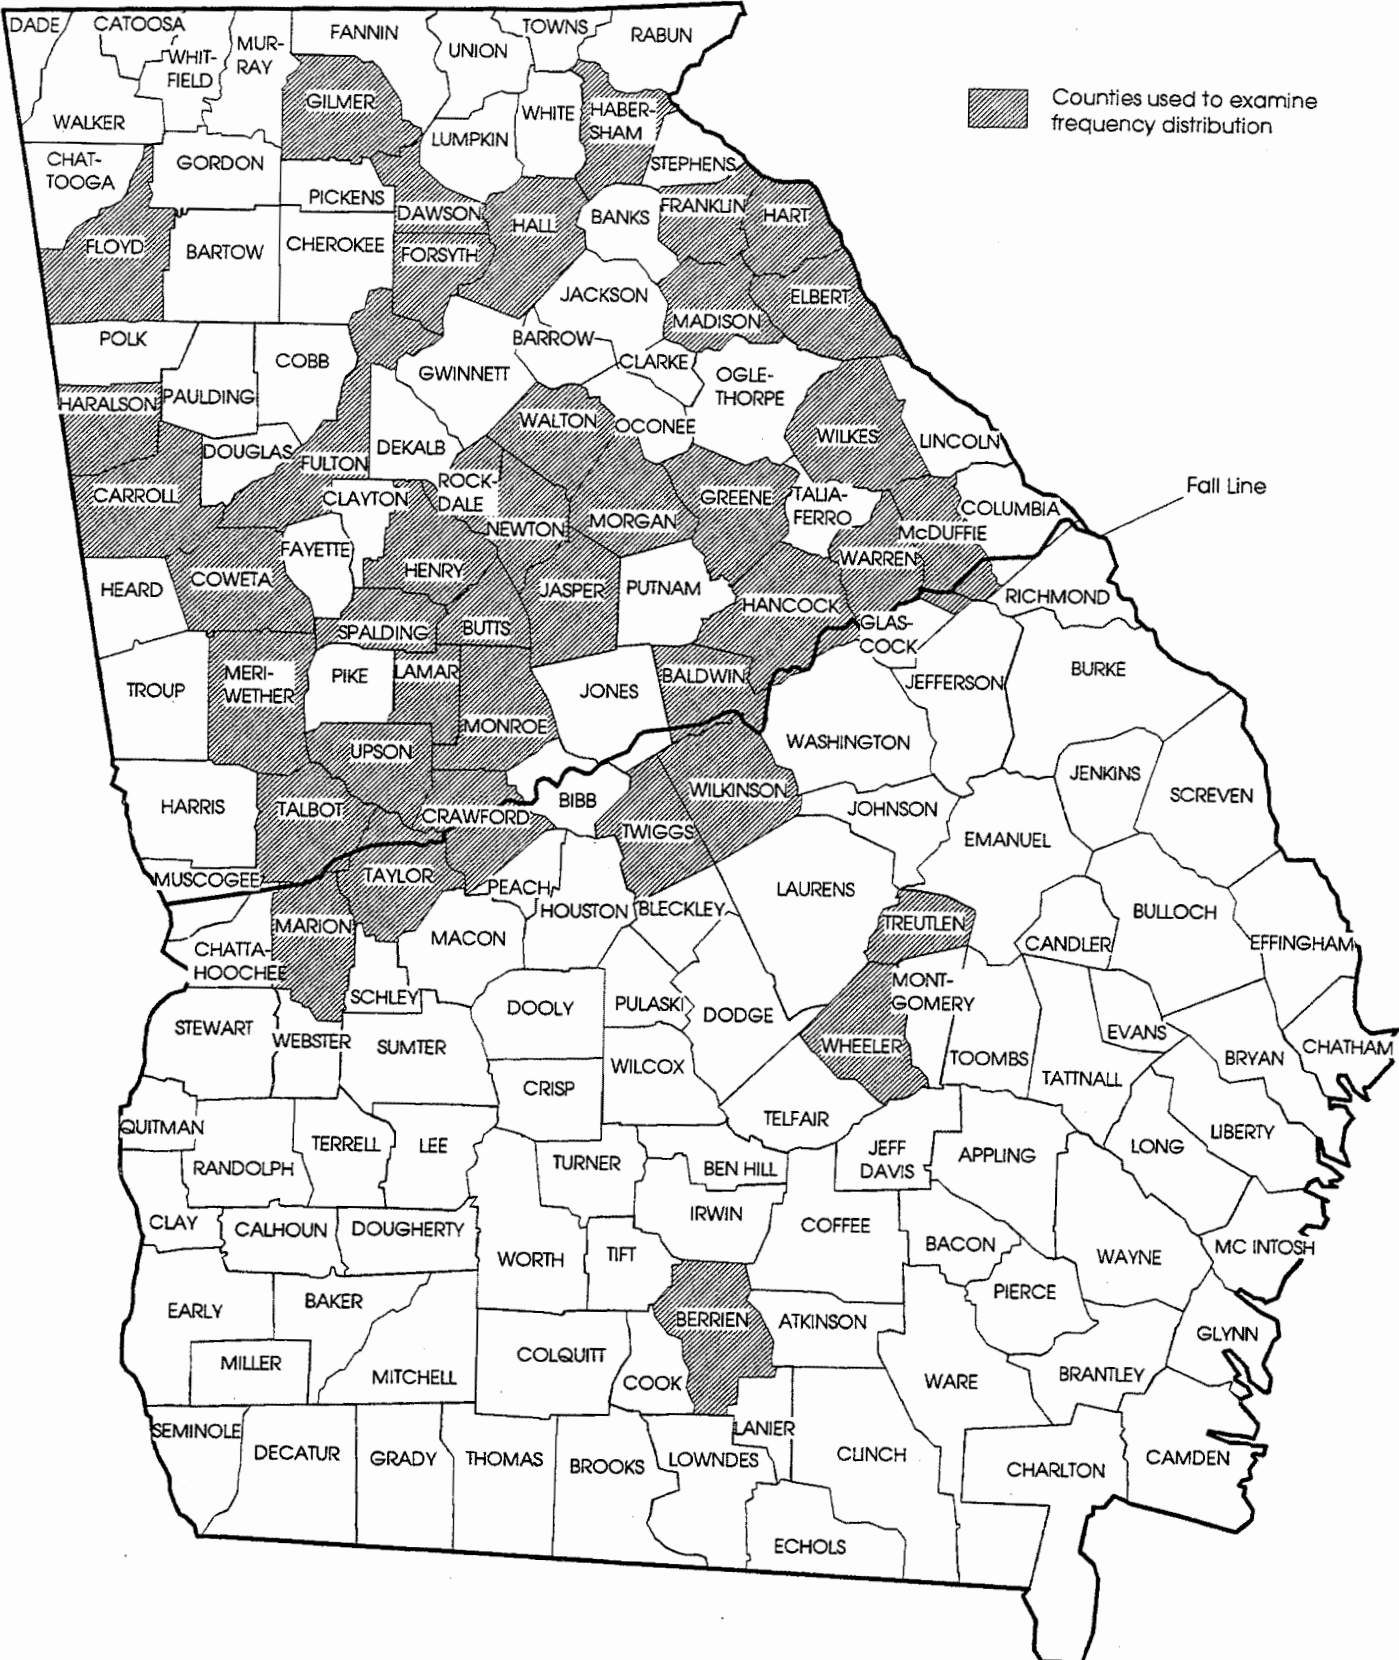 DADE
CATOOSA
WHIT-
FIELD
MUR-
RAY
FANNIN
UNION
TOWNS
RABUN
WALKER
GILMER
LUMPKIN
WHITE
HABER-
SHAM
STEPHENS
Counties used to examine
frequency distribution
CHAT-
TOOGA
GORDON
PICKENS
DAWSON
HALL
BANKS
FRANKLIN
HART
FLOYD
BARTOW
CHEROKEE
FORSYTH
JACKSON
MADISON
ELBERT
POLK
PAULDING
COBB
GWINNETT
BARROW
CLARKE
OGLE-
THORPE
HARALSON
DOUGLAS
FULTON
DEKALB
WALTON
OCONEE
WILKES
LINCOLN
CARROLL
CLAYTON
ROCK-
DALE
NEWTON
MORGAN
GREENE
TALIA-
FERRO
McDUFFIE
COLUMBIA
Fall Line
HEARD
COWETA
FAYETTE
HENRY
JASPER
PUTNAM
HANCOCK
WARREN
GLAS-
COCK
RICHMOND
SPALDING
BUTTS
TROUP
MERI-
WETHER
PIKE
LAMAR
MONROE
JONES
BALDWIN
JEFFERSON
BURKE
UPSON
WASHINGTON
HARRIS
TALBOT
CRAWFORD
BIBB
TWIGGS
WILKINSON
JOHNSON
JENKINS
SCREVEN
EMANUEL
MUSCOGEE
TAYLOR
PEACH
HOUSTON
BLECKLEY
LAURENS
TREUTLEN
CANDLER
BULLOCH
EFFINGHAM
CHATTA-
HOOCHEE
MARION
MACON
SCHLEY
DOOLY
PULASKI
DODGE
MONT-
GOMERY
WHEELER
TOOMBS
TATTNALL
EVANS
BRYAN
CHATHAM
STEWART
WEBSTER
SUMTER
CRISP
WILCOX
TELFAIR
QUITMAN
RANDOLPH
TERRELL
LEE
TURNER
BEN HILL
JEFF
DAVIS
APPLING
LONG
LIBERTY
CLAY
CALHOUN
DOUGHERTY
WORTH
TIFT
IRWIN
COFFEE
BACON
WAYNE
MC INTOSH
EARLY
BAKER
MILLER
MITCHELL
COLQUITT
COOK
BERRIEN
ATKINSON
PIERCE
GLYNN
WARE
BRANTLEY
SEMINOLE
DECATUR
GRADY
THOMAS
BROOKS
LOWNDES
LANIER
CLINCH
CHARLTON
CAMDEN
ECHOLS